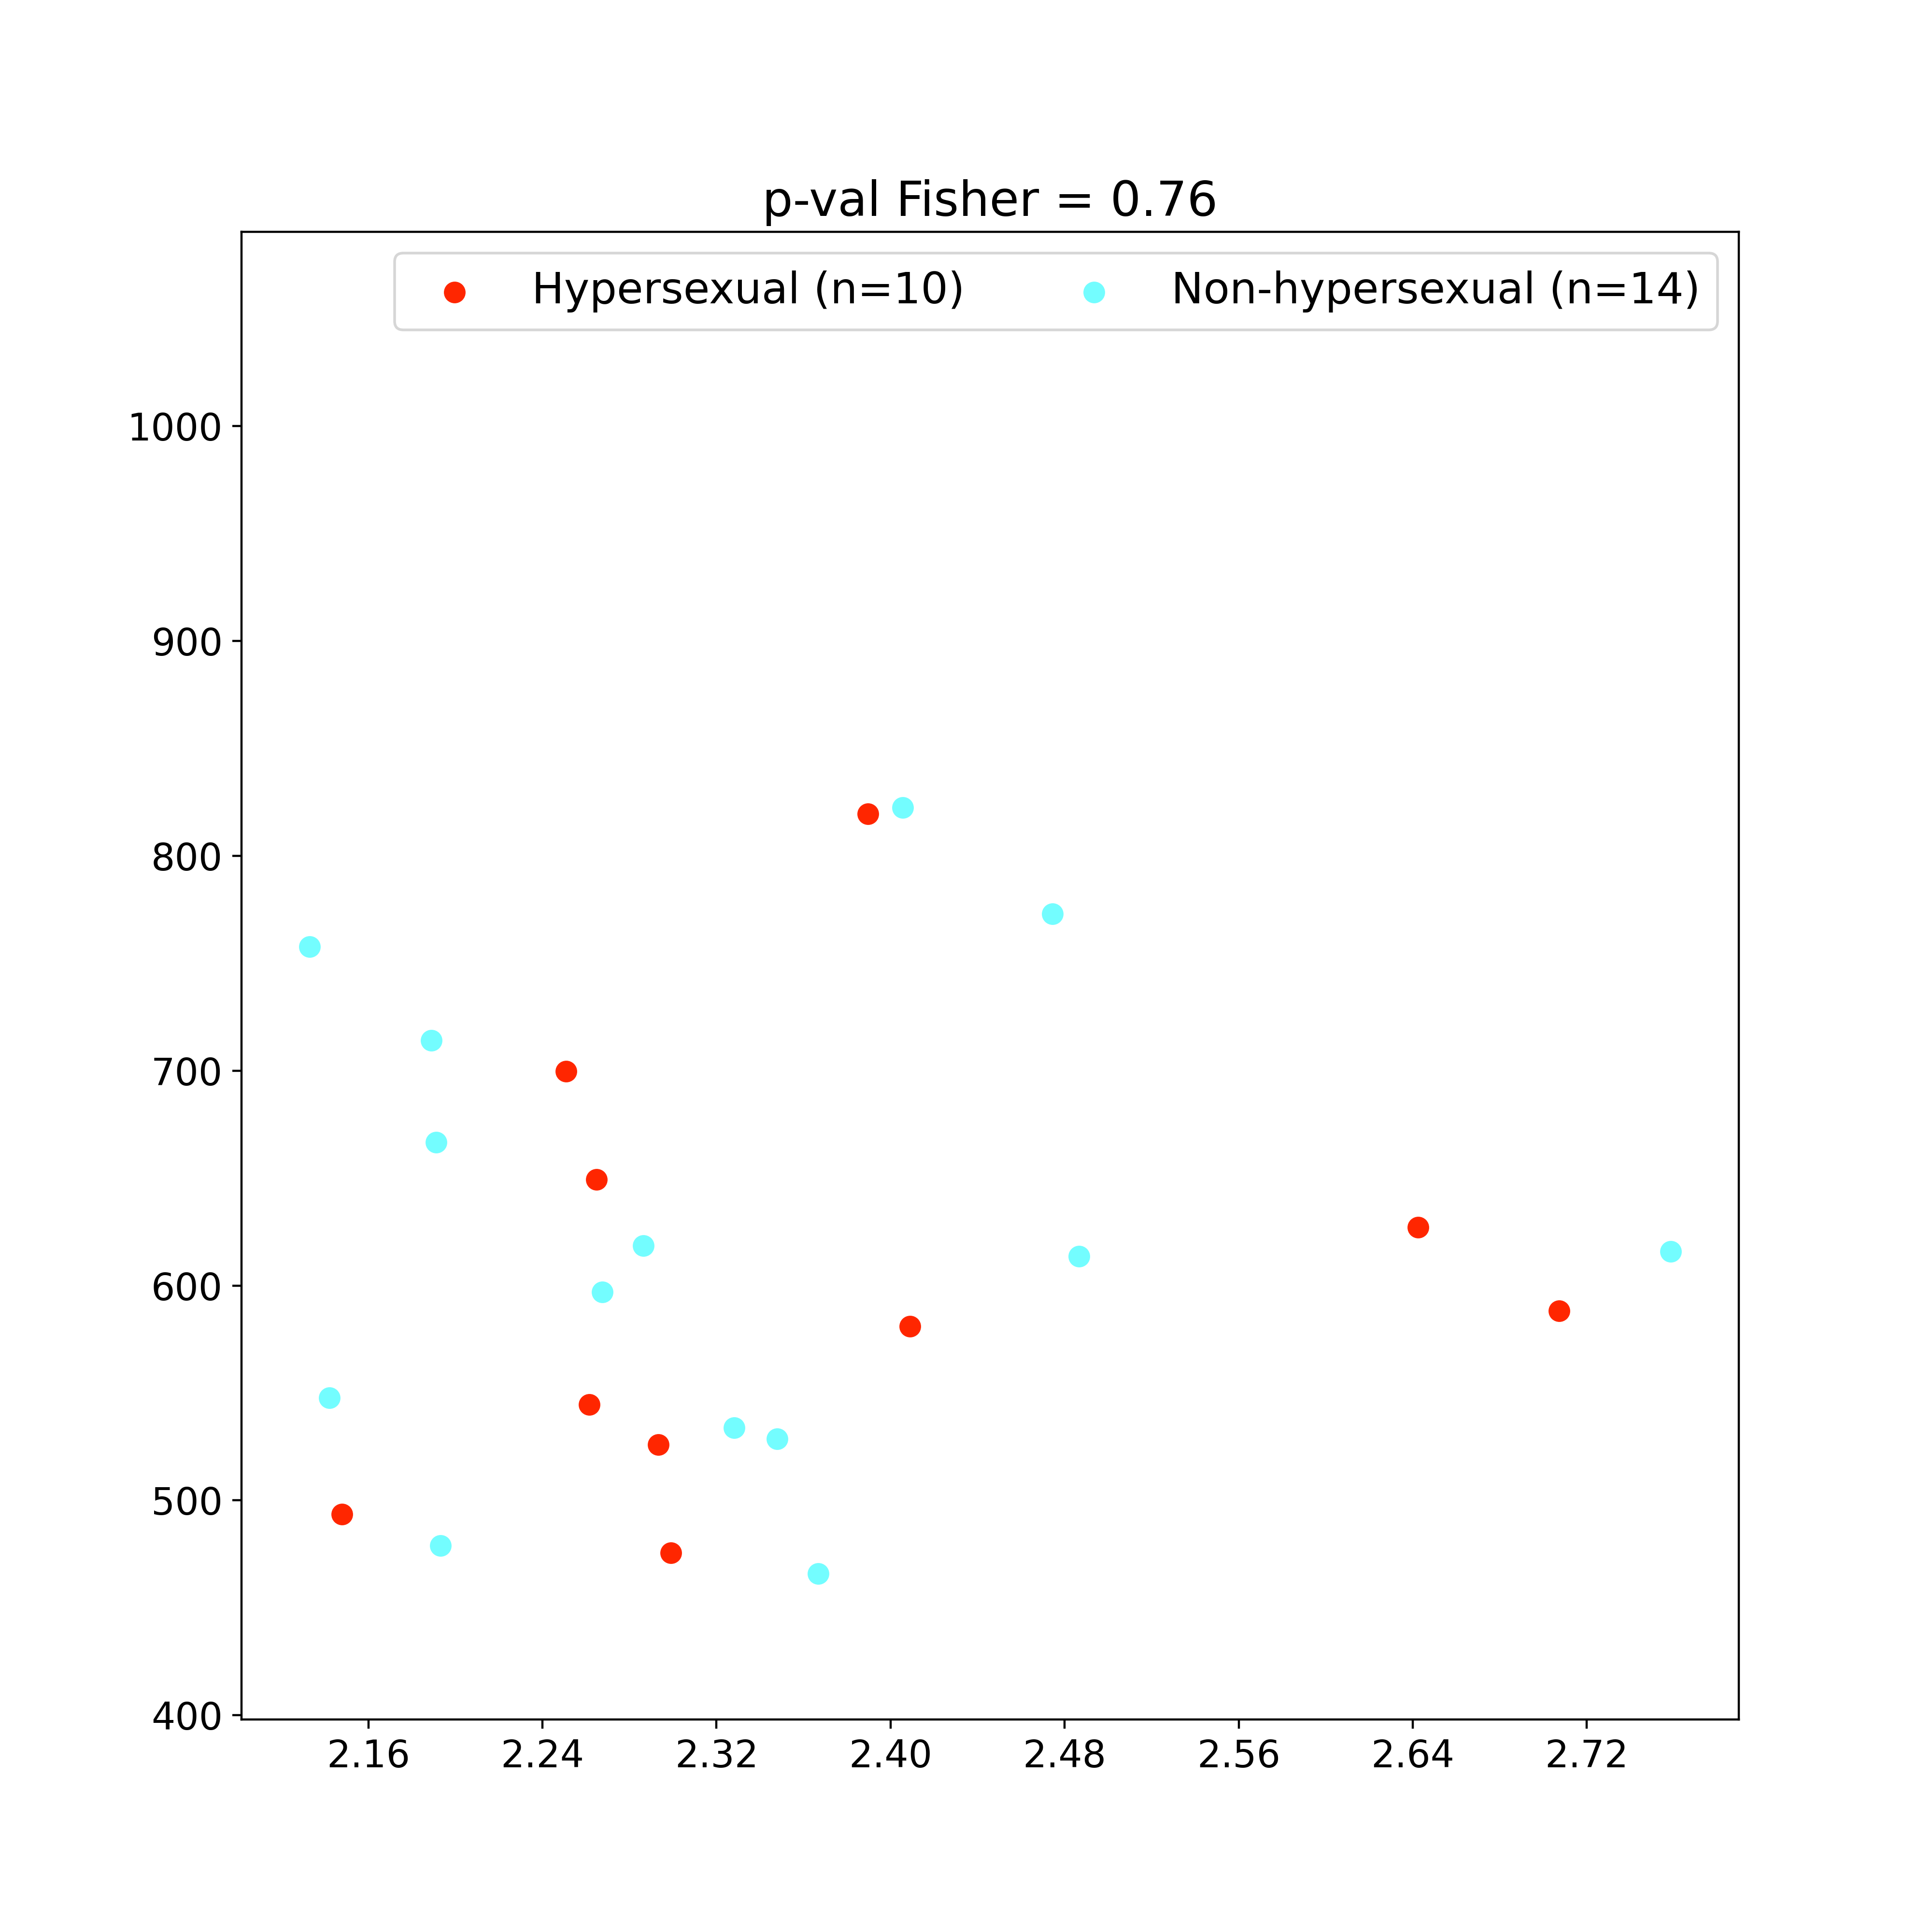 p-val Fisher = 0.76
Hypersexual (n=10) Non-hypersexual (n=14)
1000
900
800
700
600
500
400
2.16 2.24 2.32 2.40 2.48 2.56 2.64 2.72